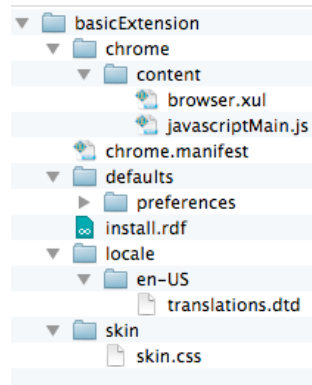 basicExtension
chrome
content
browser.xul
javascriptMain.js
chrome.manifest
defaults
preferences
install.rdf
locale
en-US
translations.dtd
skin
skin.css